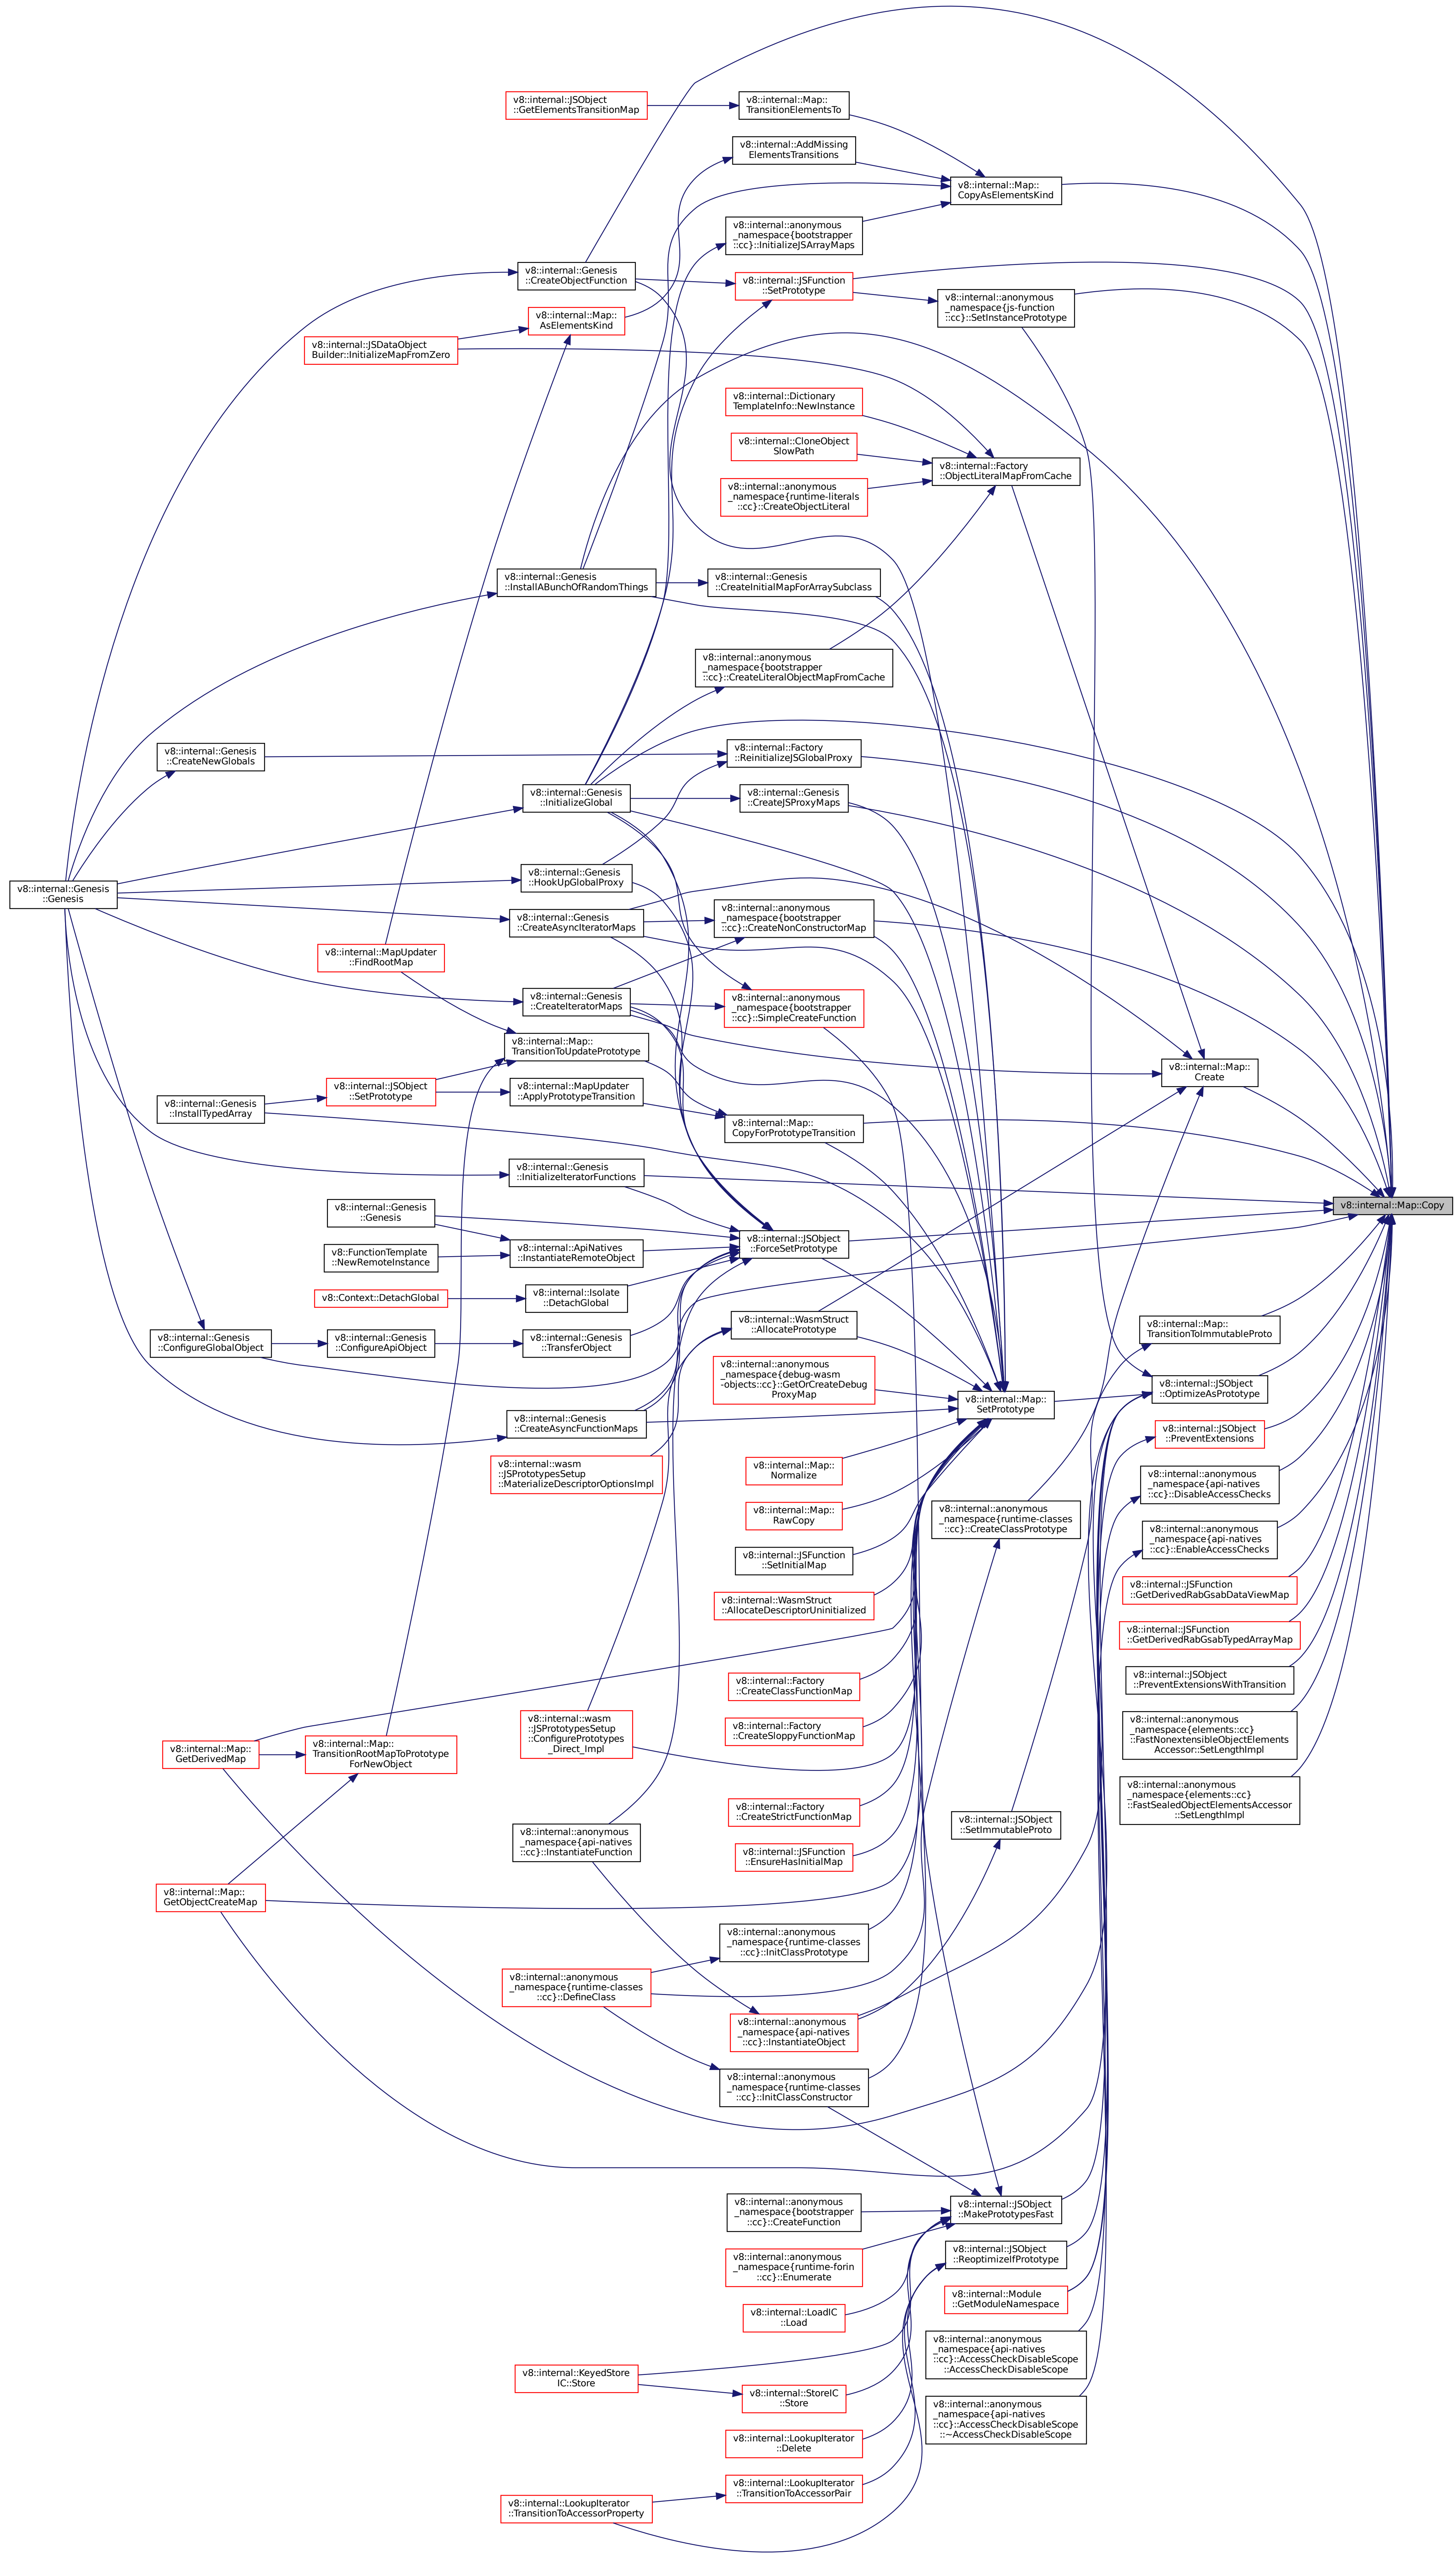 v8::internal::JSObject
::GetElementsTransitionMap
v8::internal::Map::
TransitionElementsTo
v8::internal::AddMissing
ElementsTransitions
v8::internal::Map::
CopyAsElementsKind
v8::internal::anonymous
_namespace{bootstrapper
::cc}::InitializeJSArrayMaps
v8::internal::Genesis
::CreateObjectFunction
v8::internal::JSFunction
::SetPrototype
v8::internal::anonymous
_namespace{js-function
::cc}::SetInstancePrototype
v8::internal::Map::
AsElementsKind
v8::internal::JSDataObject
Builder::InitializeMapFromZero
v8::internal::Dictionary
TemplateInfo::NewInstance
v8::internal::CloneObject
SlowPath
v8::internal::Factory
::ObjectLiteralMapFromCache
v8::internal::anonymous
_namespace{runtime-literals
::cc}::CreateObjectLiteral
v8::internal::Genesis
::InstallABunchOfRandomThings
v8::internal::Genesis
::CreateInitialMapForArraySubclass
v8::internal::anonymous
_namespace{bootstrapper
::cc}::CreateLiteralObjectMapFromCache
v8::internal::Genesis
::CreateNewGlobals
v8::internal::Factory
::ReinitializeJSGlobalProxy
v8::internal::Genesis
::InitializeGlobal
v8::internal::Genesis
::CreateJSProxyMaps
v8::internal::Genesis
::Genesis
v8::internal::Genesis
::HookUpGlobalProxy
v8::internal::Genesis
::CreateAsyncIteratorMaps
v8::internal::anonymous
_namespace{bootstrapper
::cc}::CreateNonConstructorMap
v8::internal::MapUpdater
::FindRootMap
v8::internal::Genesis
::CreateIteratorMaps
v8::internal::anonymous
_namespace{bootstrapper
::cc}::SimpleCreateFunction
v8::internal::Map::
TransitionToUpdatePrototype
v8::internal::Map::
Create
v8::internal::Genesis
::InstallTypedArray
v8::internal::JSObject
::SetPrototype
v8::internal::MapUpdater
::ApplyPrototypeTransition
v8::internal::Map::
CopyForPrototypeTransition
v8::internal::Genesis
::InitializeIteratorFunctions
v8::internal::Map::Copy
v8::internal::Genesis
::Genesis
v8::FunctionTemplate
::NewRemoteInstance
v8::internal::ApiNatives
::InstantiateRemoteObject
v8::internal::JSObject
::ForceSetPrototype
v8::Context::DetachGlobal
v8::internal::Isolate
::DetachGlobal
v8::internal::WasmStruct
::AllocatePrototype
v8::internal::Map::
TransitionToImmutableProto
v8::internal::Genesis
::ConfigureGlobalObject
v8::internal::Genesis
::ConfigureApiObject
v8::internal::Genesis
::TransferObject
v8::internal::anonymous
_namespace{debug-wasm
-objects::cc}::GetOrCreateDebug
ProxyMap
v8::internal::Map::
SetPrototype
v8::internal::JSObject
::OptimizeAsPrototype
v8::internal::Genesis
::CreateAsyncFunctionMaps
v8::internal::JSObject
::PreventExtensions
v8::internal::wasm
::JSPrototypesSetup
::MaterializeDescriptorOptionsImpl
v8::internal::Map::
Normalize
v8::internal::anonymous
_namespace{api-natives
::cc}::DisableAccessChecks
v8::internal::Map::
RawCopy
v8::internal::anonymous
_namespace{runtime-classes
::cc}::CreateClassPrototype
v8::internal::anonymous
_namespace{api-natives
::cc}::EnableAccessChecks
v8::internal::JSFunction
::SetInitialMap
v8::internal::JSFunction
::GetDerivedRabGsabDataViewMap
v8::internal::WasmStruct
::AllocateDescriptorUninitialized
v8::internal::JSFunction
::GetDerivedRabGsabTypedArrayMap
v8::internal::JSObject
::PreventExtensionsWithTransition
v8::internal::Factory
::CreateClassFunctionMap
v8::internal::wasm
::JSPrototypesSetup
::ConfigurePrototypes
_Direct_Impl
v8::internal::Factory
::CreateSloppyFunctionMap
v8::internal::anonymous
_namespace{elements::cc}
::FastNonextensibleObjectElements
Accessor::SetLengthImpl
v8::internal::Map::
GetDerivedMap
v8::internal::Map::
TransitionRootMapToPrototype
ForNewObject
v8::internal::Factory
::CreateStrictFunctionMap
v8::internal::anonymous
_namespace{elements::cc}
::FastSealedObjectElementsAccessor
::SetLengthImpl
v8::internal::anonymous
_namespace{api-natives
::cc}::InstantiateFunction
v8::internal::JSObject
::SetImmutableProto
v8::internal::JSFunction
::EnsureHasInitialMap
v8::internal::Map::
GetObjectCreateMap
v8::internal::anonymous
_namespace{runtime-classes
::cc}::InitClassPrototype
v8::internal::anonymous
_namespace{runtime-classes
::cc}::DefineClass
v8::internal::anonymous
_namespace{api-natives
::cc}::InstantiateObject
v8::internal::anonymous
_namespace{runtime-classes
::cc}::InitClassConstructor
v8::internal::anonymous
_namespace{bootstrapper
::cc}::CreateFunction
v8::internal::JSObject
::MakePrototypesFast
v8::internal::anonymous
_namespace{runtime-forin
::cc}::Enumerate
v8::internal::JSObject
::ReoptimizeIfPrototype
v8::internal::LoadIC
::Load
v8::internal::Module
::GetModuleNamespace
v8::internal::anonymous
_namespace{api-natives
::cc}::AccessCheckDisableScope
::AccessCheckDisableScope
v8::internal::KeyedStore
IC::Store
v8::internal::StoreIC
::Store
v8::internal::anonymous
_namespace{api-natives
::cc}::AccessCheckDisableScope
::~AccessCheckDisableScope
v8::internal::LookupIterator
::Delete
v8::internal::LookupIterator
::TransitionToAccessorPair
v8::internal::LookupIterator
::TransitionToAccessorProperty